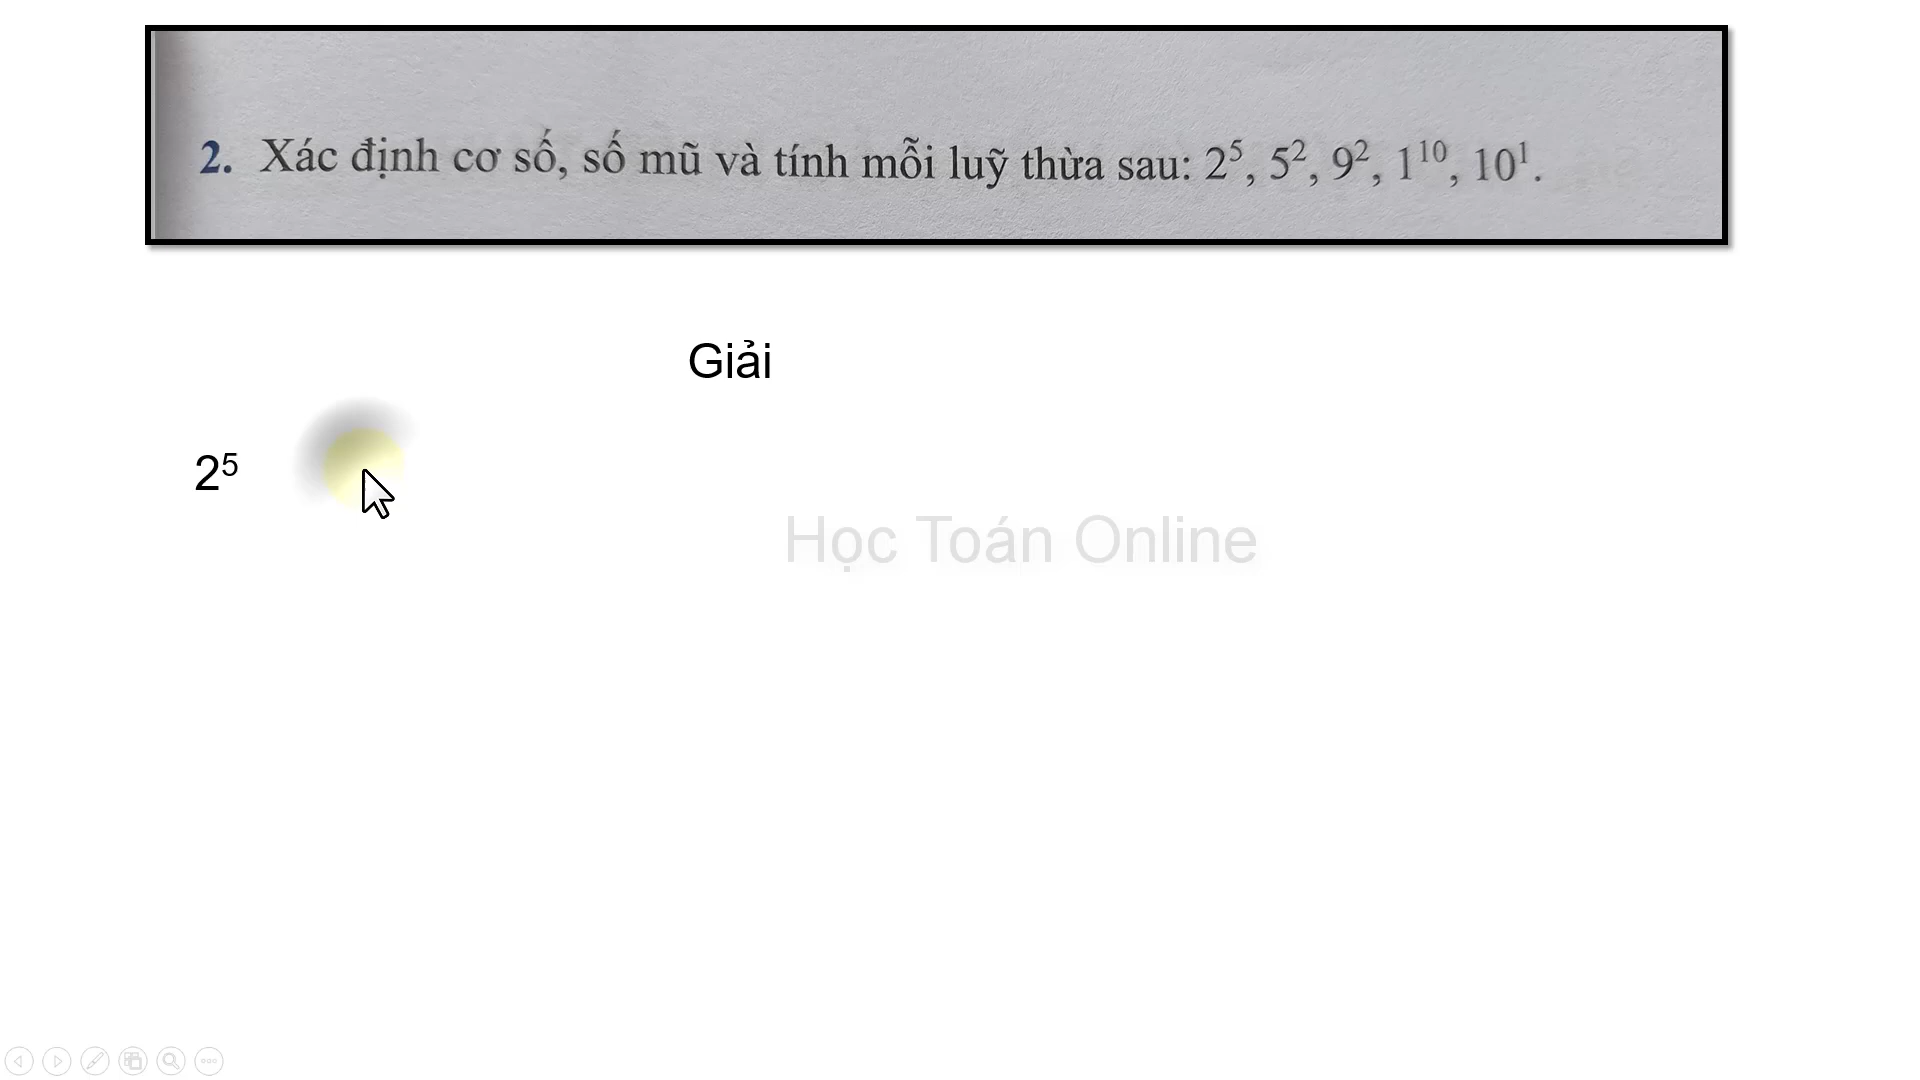 2. Xác định cơ số, số mũ và tính mỗi luỹ thừa sau: 2⁵, 5², 9², 1¹⁰, 10¹.
Giải
2⁵
Học Toán Online